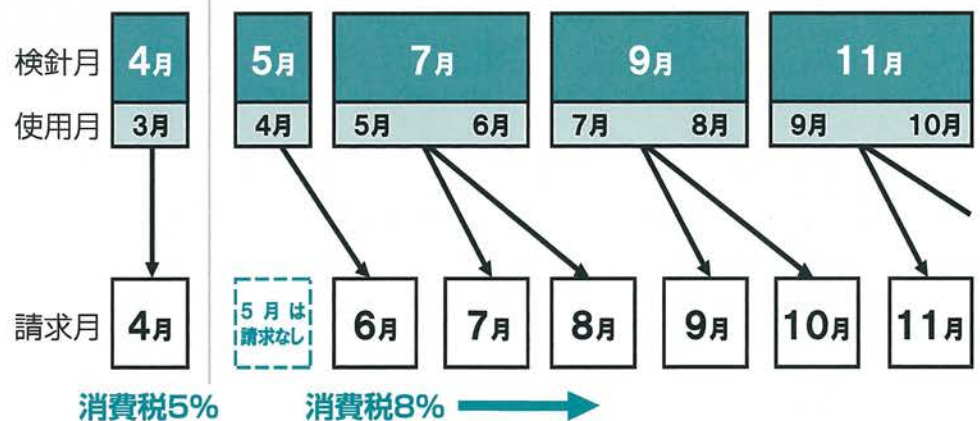 検針月 4月 5月 7月 9月 11月
使用月 3月 4月 5月 6月 7月 8月 9月 10月
請求月 4月 5月は 6月 7月 8月 9月 10月 11月
請求なし
消費税5% 消費税8%